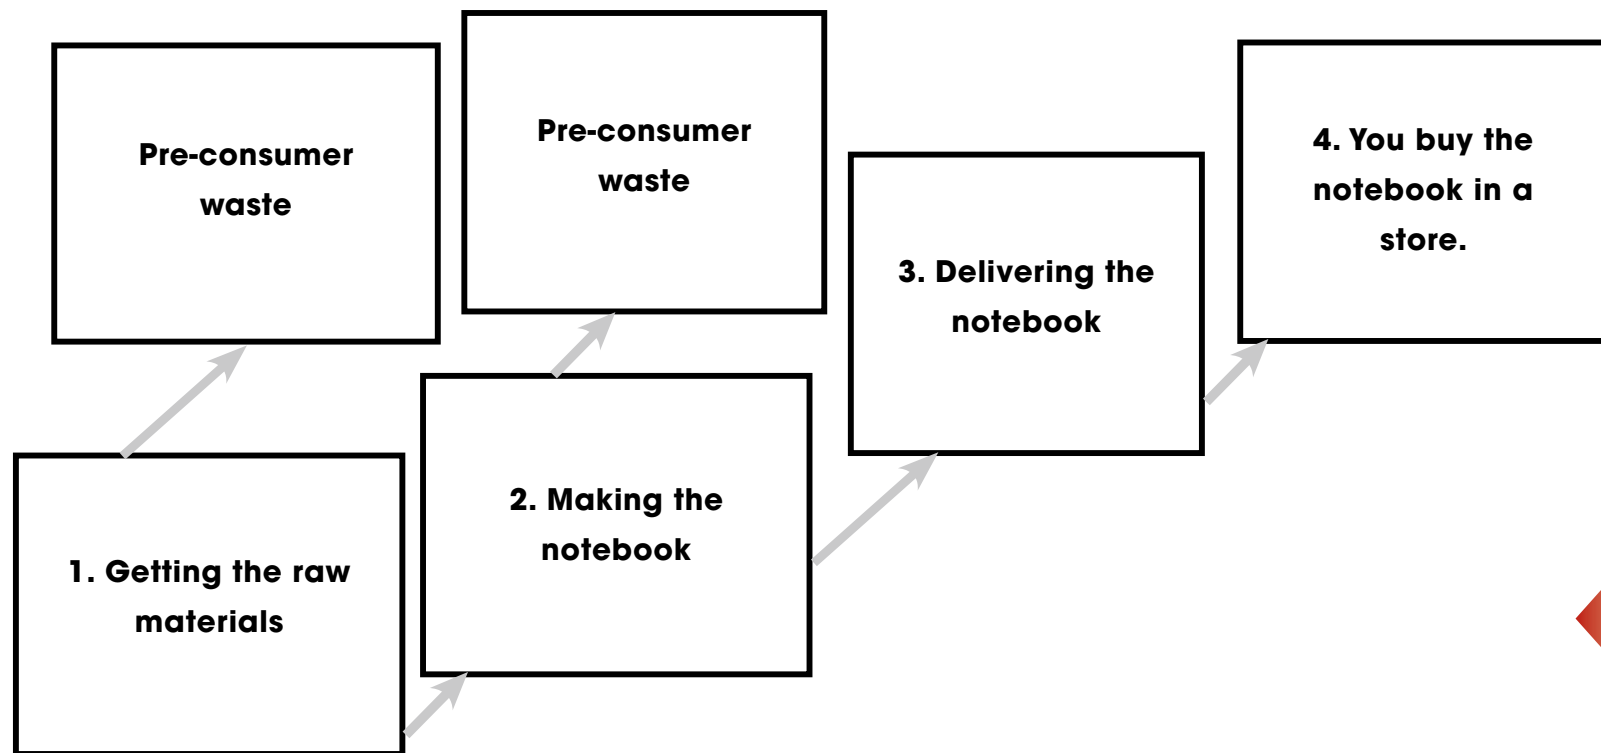 Pre-consumer
waste
Pre-consumer
waste
4. You buy the
notebook in a
store.
3. Delivering the
notebook
2. Making the
notebook
1. Getting the raw
materials